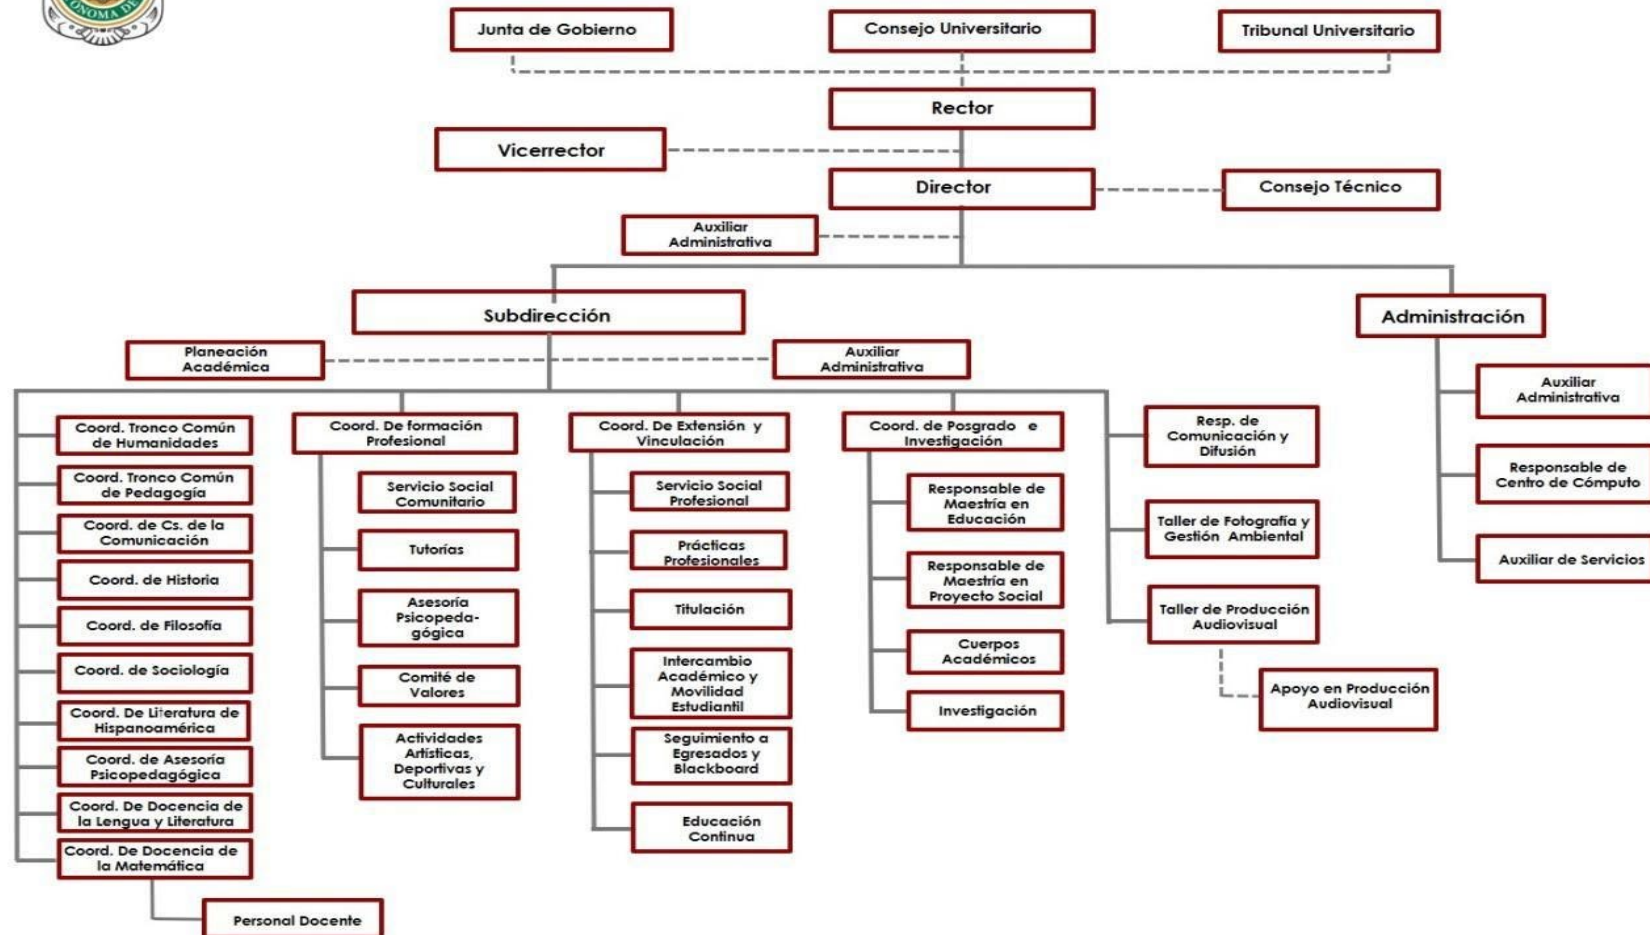 NOMA DE
Junta de Gobierno
Consejo Universitario
Tribunal Universitario
Rector
Vicerrector
Director
Consejo Técnico
Auxiliar
Administrativa
Subdirección
Administración
Planeación
Académica
Auxiliar
Administrativa
Coord. Tronco Común
de Humanidades
Coord. Tronco Común
de Pedagogía
Coord. de Cs. de la
Comunicación
Coord. de Historia
Coord. de Filosofía
Coord. de Sociología
Coord. De Literatura de
Hispanoamérica
Coord. de Asesoría
Psicopedagógica
Coord. De Docencia de
la Lengua y Literatura
Coord. De Docencia de
la Matemática
Personal Docente
Coord. De formación
Profesional
Servicio Social
Comunitario
Tutorías
Asesoría
Psicopeda-
gógica
Comité de
Valores
Actividades
Artísticas,
Deportivas y
Culturales
Coord. De Extensión y
Vinculación
Servicio Social
Profesional
Prácticas
Profesionales
Titulación
Intercambio
Académico y
Movilidad
Estudiantil
Seguimiento a
Egresados y
Blackboard
Educación
Continua
Coord. de Posgrado e
Investigación
Responsable de
Maestría en
Educación
Responsable de
Maestría en
Proyecto Social
Cuerpos
Académicos
Investigación
Resp. de
Comunicación y
Difusión
Taller de Fotografía y
Gestión Ambiental
Taller de Producción
Audiovisual
Apoyo en Producción
Audiovisual
Auxiliar
Administrativa
Responsable de
Centro de Cómputo
Auxiliar de Servicios